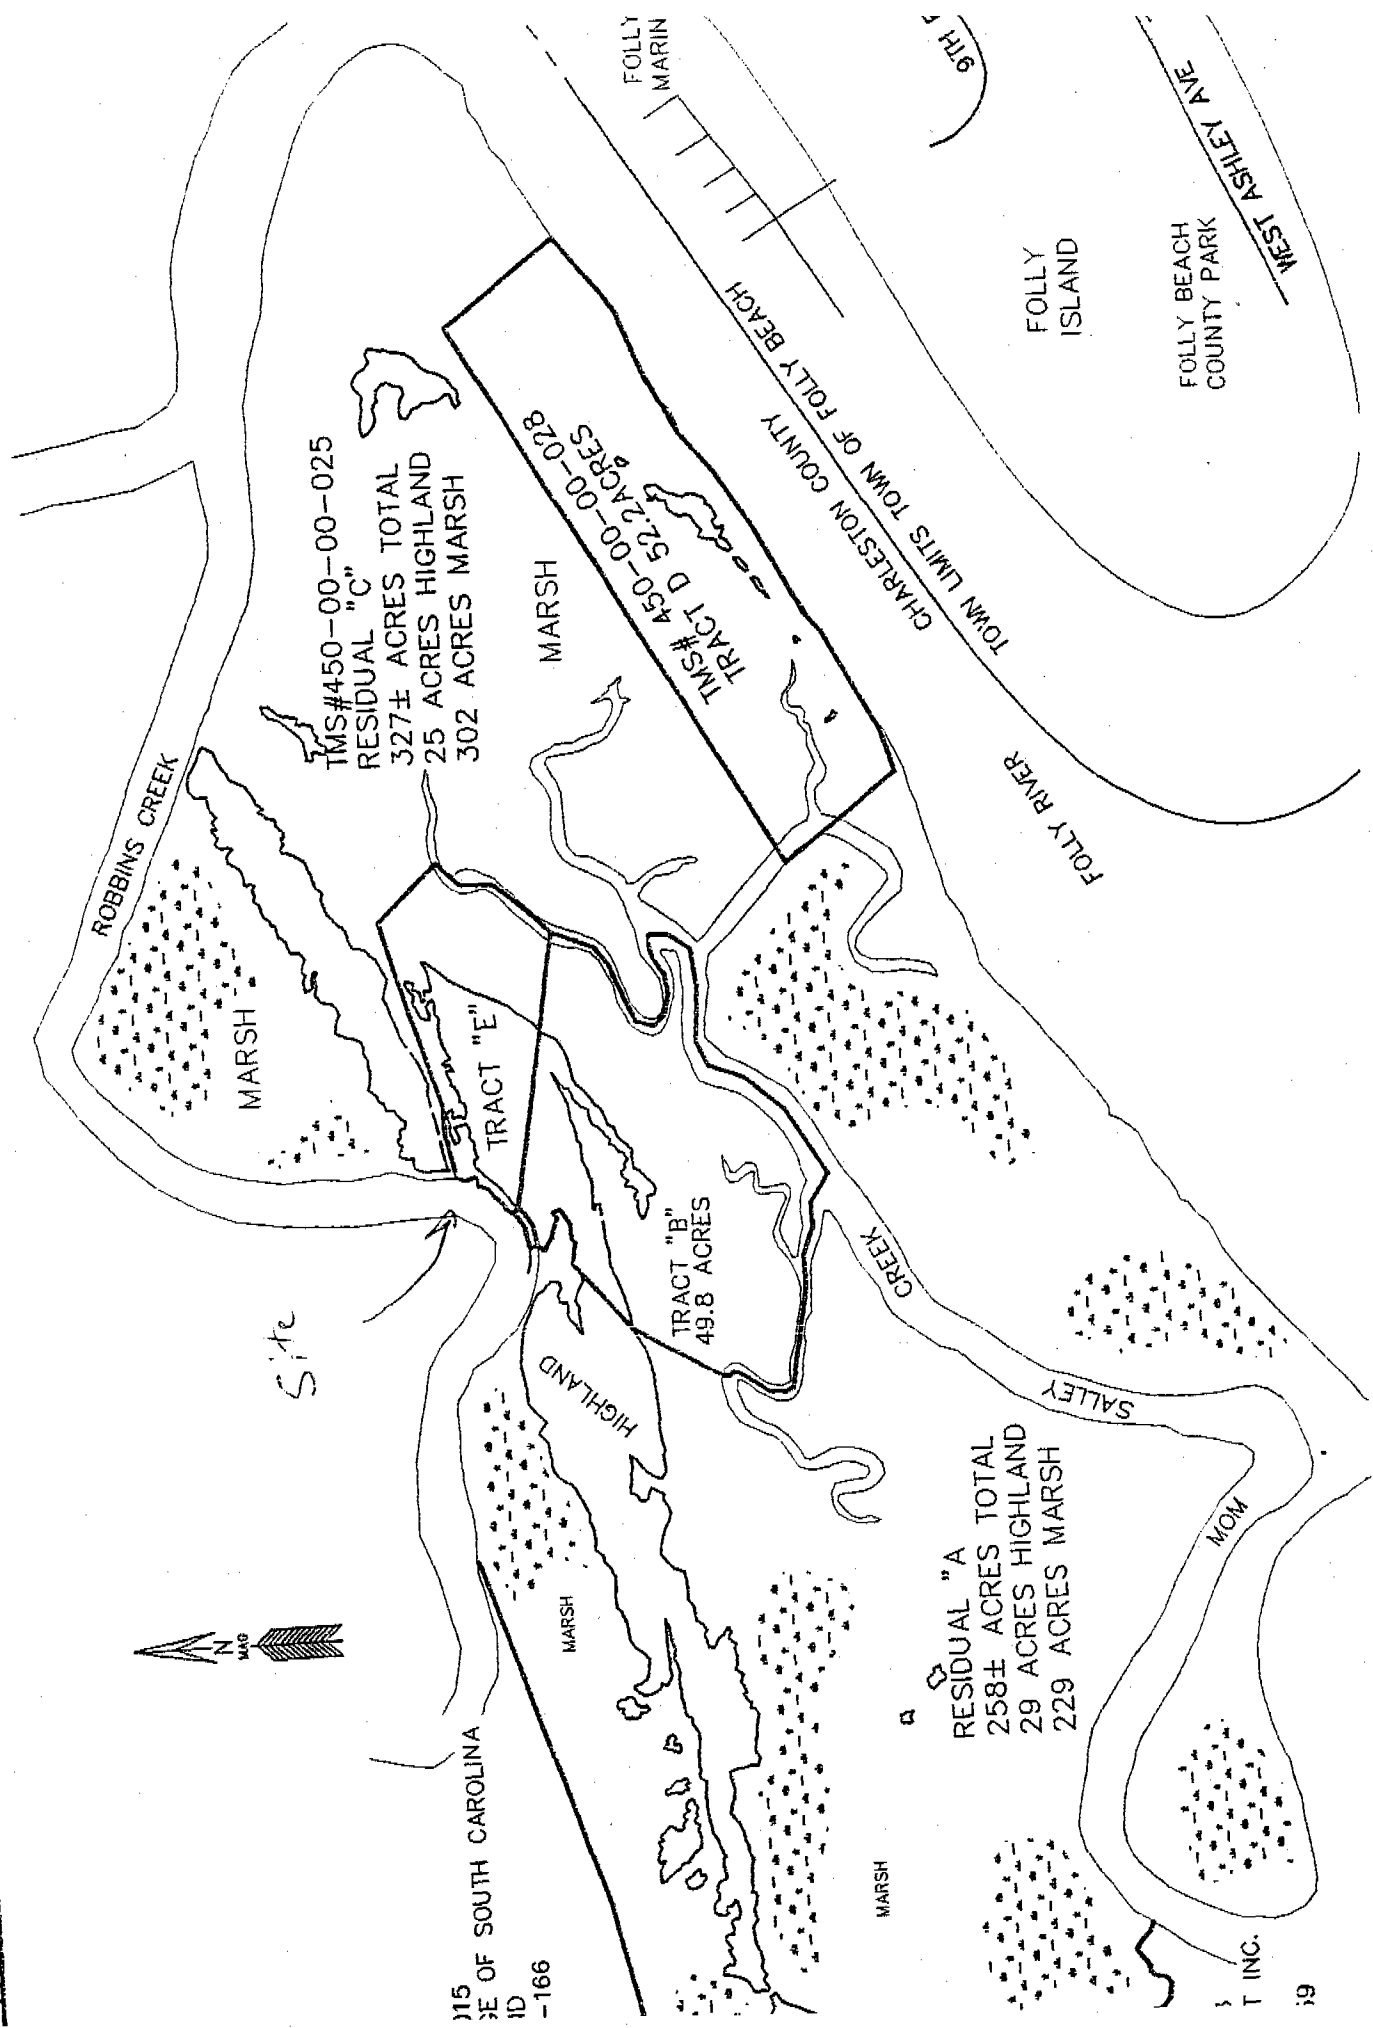 FOLLY
MARIN
9TH
WEST ASHLEY AVE
FOLLY
ISLAND
FOLLY BEACH
COUNTY PARK
TOWN LIMITS TOWN OF FOLLY BEACH
CHARLESTON COUNTY
FOLLY RIVER
TMS#450-00-00-025
RESIDUAL "C"
327± ACRES TOTAL
25 ACRES HIGHLAND
302 ACRES MARSH
MARSH
TMS# 450-00-00-028
TRACT D 52.2 ACRES
ROBBINS CREEK
MARSH
TRACT "E"
TRACT "B"
49.8 ACRES
Site
HIGHLAND
CREEK
SALLEY
MOM
N
MAG
MARSH
RESIDUAL "A
258± ACRES TOTAL
29 ACRES HIGHLAND
229 ACRES MARSH
MARSH
015
GE OF SOUTH CAROLINA
ND
-166
T INC.
59